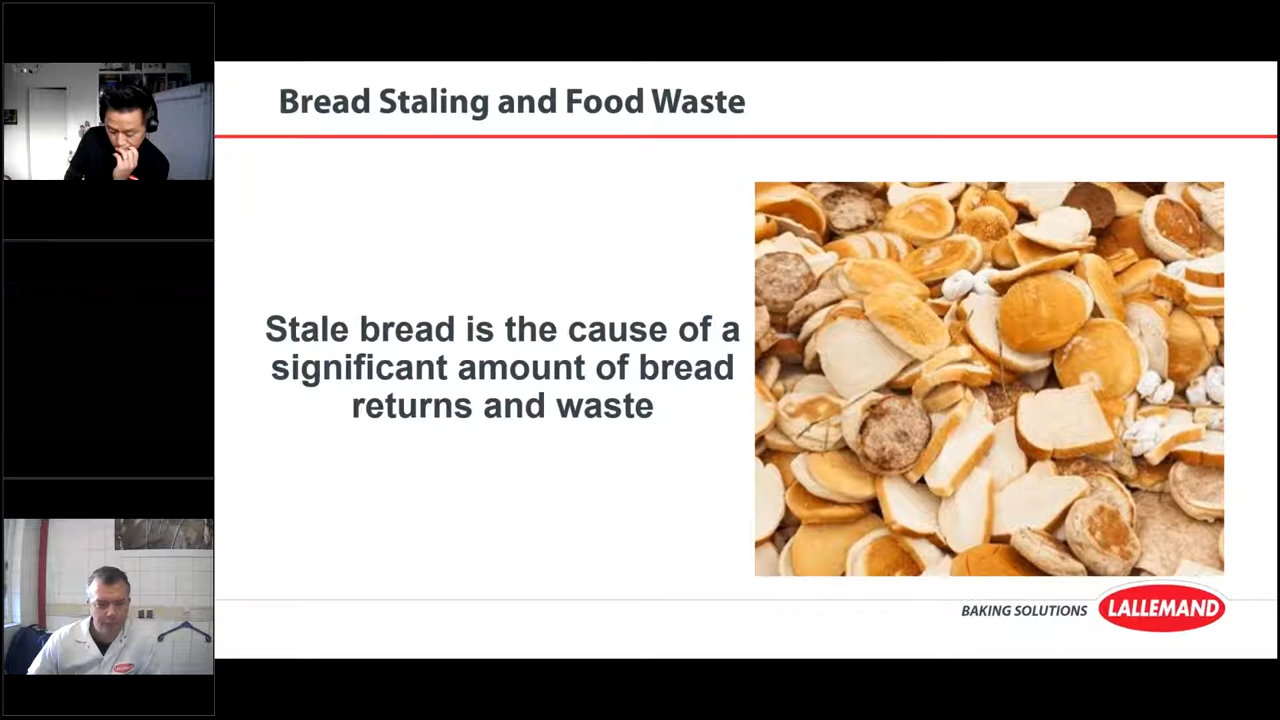 Bread Staling and Food Waste
Stale bread is the cause of a
significant amount of bread
returns and waste
BAKING SOLUTIONS LALLEMAND